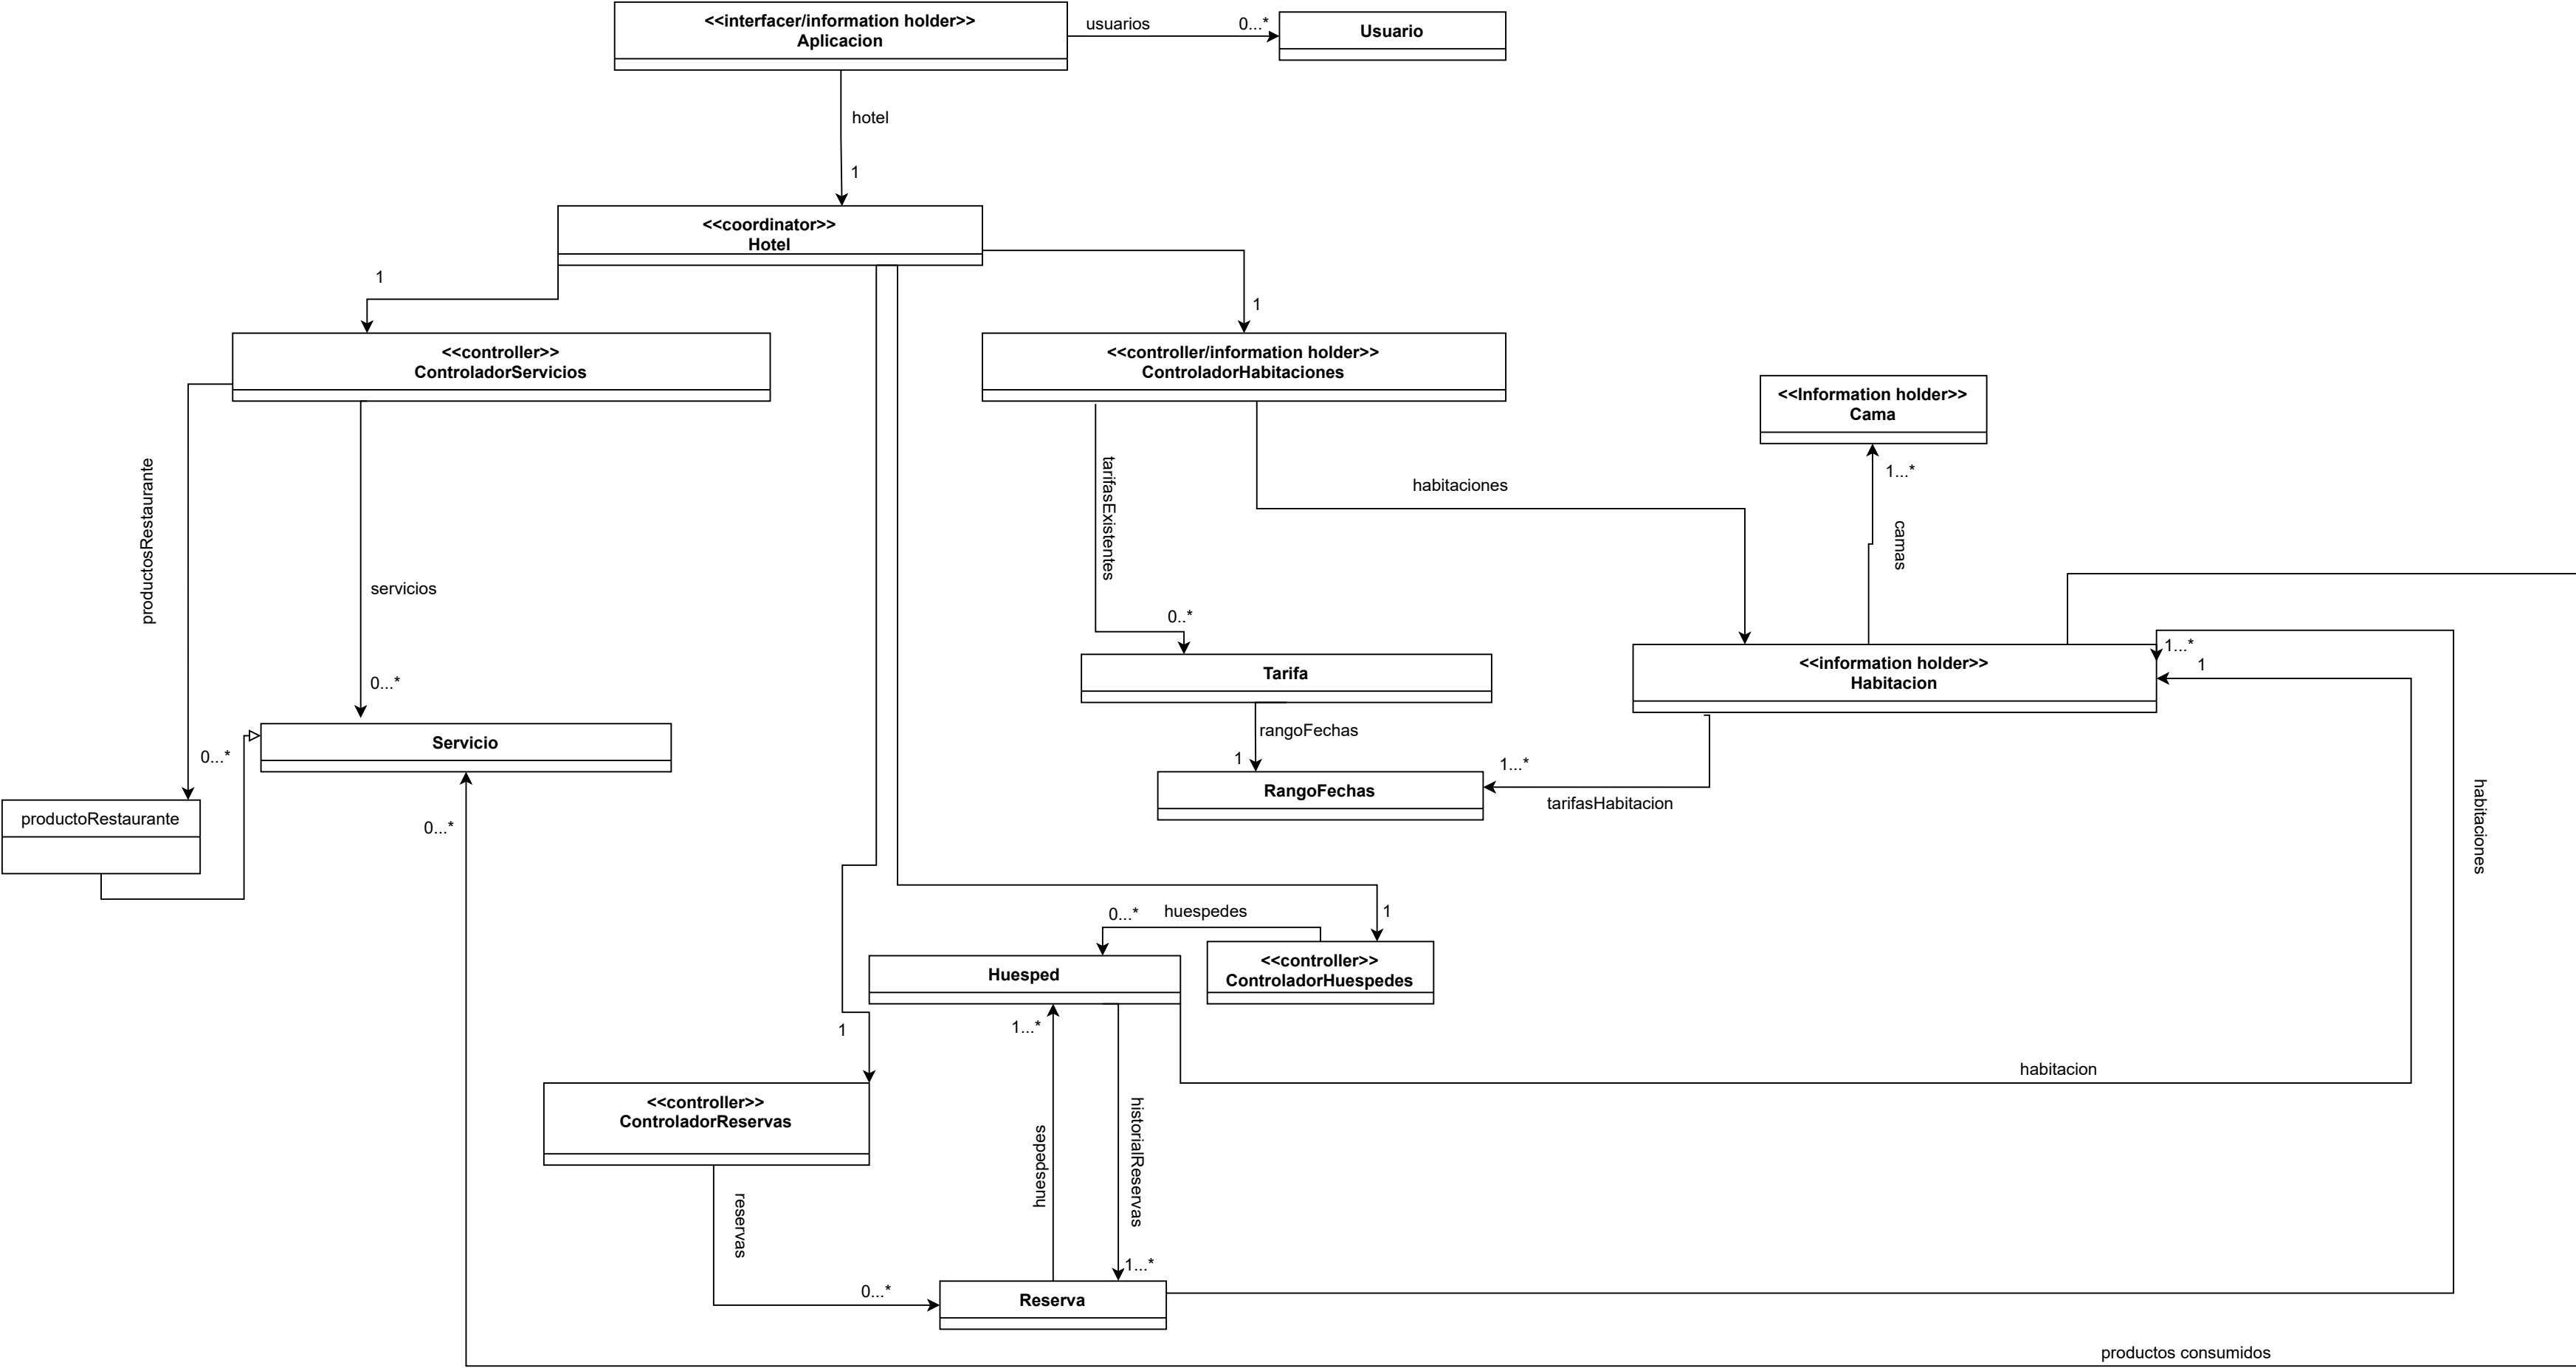 <<interfacer/information holder>>
Aplicacion
usuarios
0...*
Usuario
hotel
1
<<coordinator>>
Hotel
1
1
<<controller>>
ControladorServicios
<<controller/information holder>>
ControladorHabitaciones
<<Information holder>>
Cama
1...*
productosRestaurante
tarifasExistentes
habitaciones
camas
servicios
0..*
0...*
Tarifa
<<information holder>>
Habitacion
1...*
1
rangoFechas
1
Servicio
0...*
RangoFechas
1...*
tarifasHabitacion
productoRestaurante
0...*
habitaciones
0...*
huespedes
1
Huesped
<<controller>>
ControladorHuespedes
1...*
1
habitacion
<<controller>>
ControladorReservas
huespedes
historialReservas
reservas
1...*
0...*
Reserva
productos consumidos